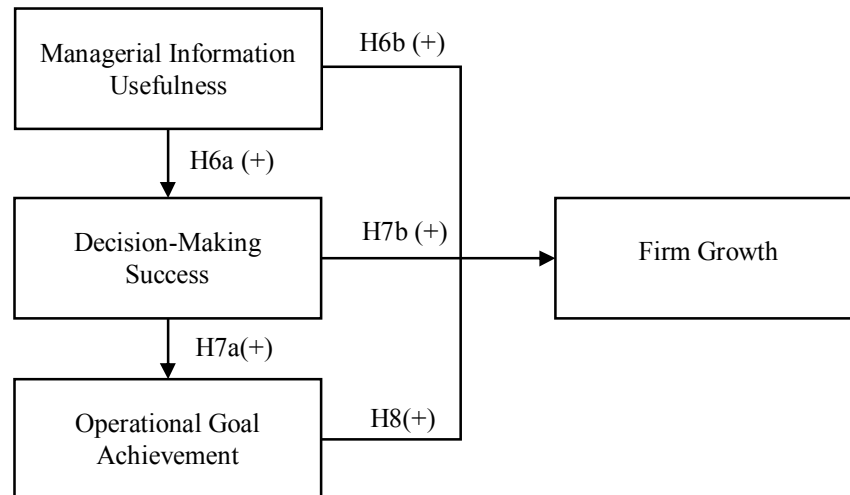 Managerial Information
Usefulness
H6b (+)
H6a (+)
Decision-Making
Success
H7b (+)
Firm Growth
H7a(+)
Operational Goal
Achievement
H8(+)